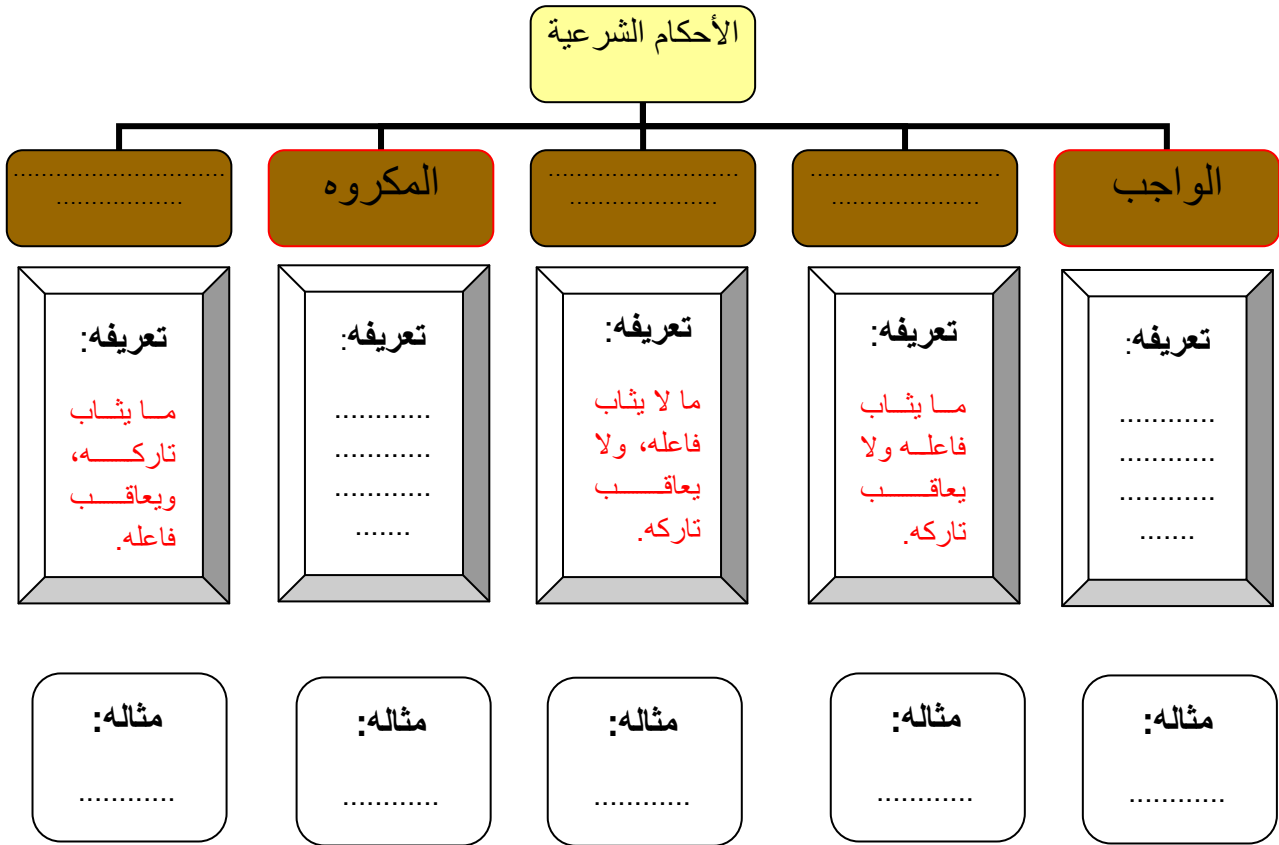 الأحكام الشرعية
الواجب
...........................
.....................
...........................
.....................
المكروه
..............................
..................
تعريفه:
............
............
............
.......
تعريفه:
ما يثاب
فاعله ولا
يعاقب
تاركه.
تعريفه:
ما لا يثاب
فاعله، ولا
يعاقب
تاركه.
تعريفه:
............
............
............
.......
تعريفه:
ما يثاب
تاركه،
ويعاقب
فاعله.
مثاله:
............
مثاله:
............
مثاله:
............
مثاله:
............
مثاله:
............